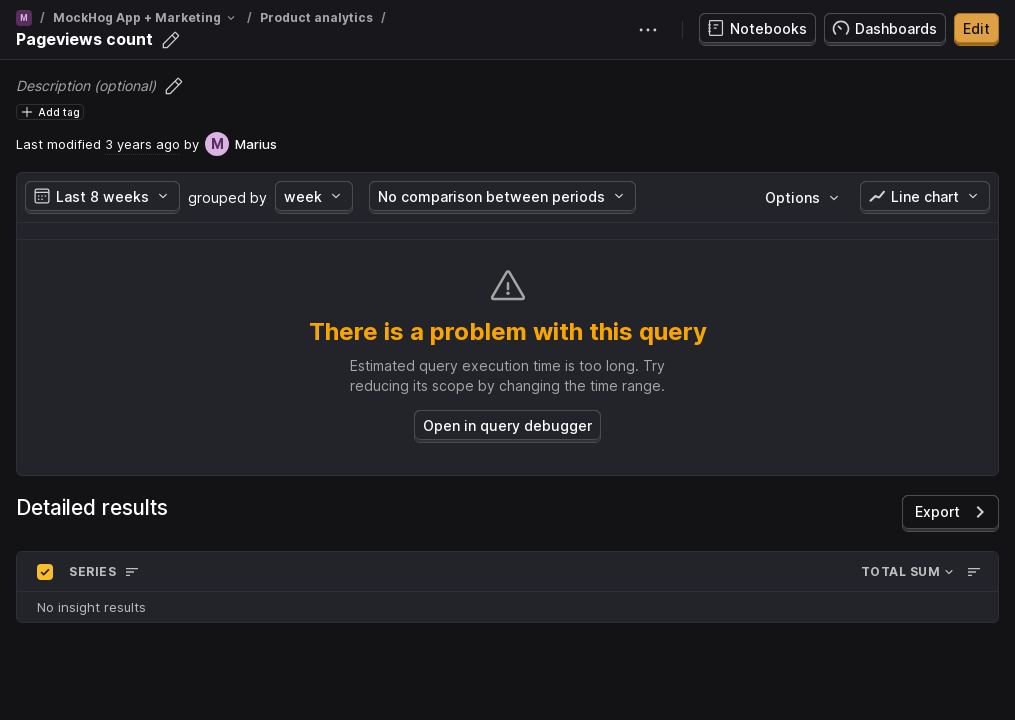 M / MockHog App + Marketing / Product analytics /
Pageviews count
Notebooks Dashboards Edit
Description (optional)
Add tag
Last modified 3 years ago by M Marius
Last 8 weeks grouped by week No comparison between periods Options Line chart
There is a problem with this query
Estimated query execution time is too long. Try
reducing its scope by changing the time range.
Open in query debugger
Detailed results
Export
SERIES TOTAL SUM
No insight results